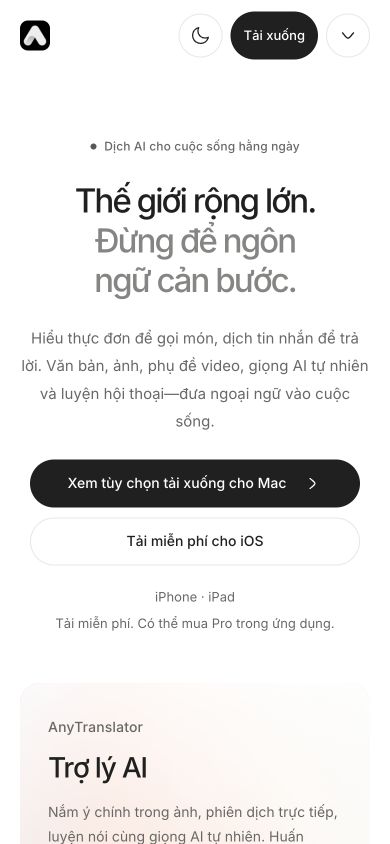 Tải xuống
Dịch AI cho cuộc sống hằng ngày
Thế giới rộng lớn.
Đừng để ngôn
ngữ cản bước.
Hiểu thực đơn để gọi món, dịch tin nhắn để trả
lời. Văn bản, ảnh, phụ đề video, giọng AI tự nhiên
và luyện hội thoại—đưa ngoại ngữ vào cuộc
sống.
Xem tùy chọn tải xuống cho Mac
Tải miễn phí cho iOS
iPhone · iPad
Tải miễn phí. Có thể mua Pro trong ứng dụng.
AnyTranslator
Trợ lý AI
Nắm ý chính trong ảnh, phiên dịch trực tiếp,
luyện nói cùng giọng AI tự nhiên. Huấn